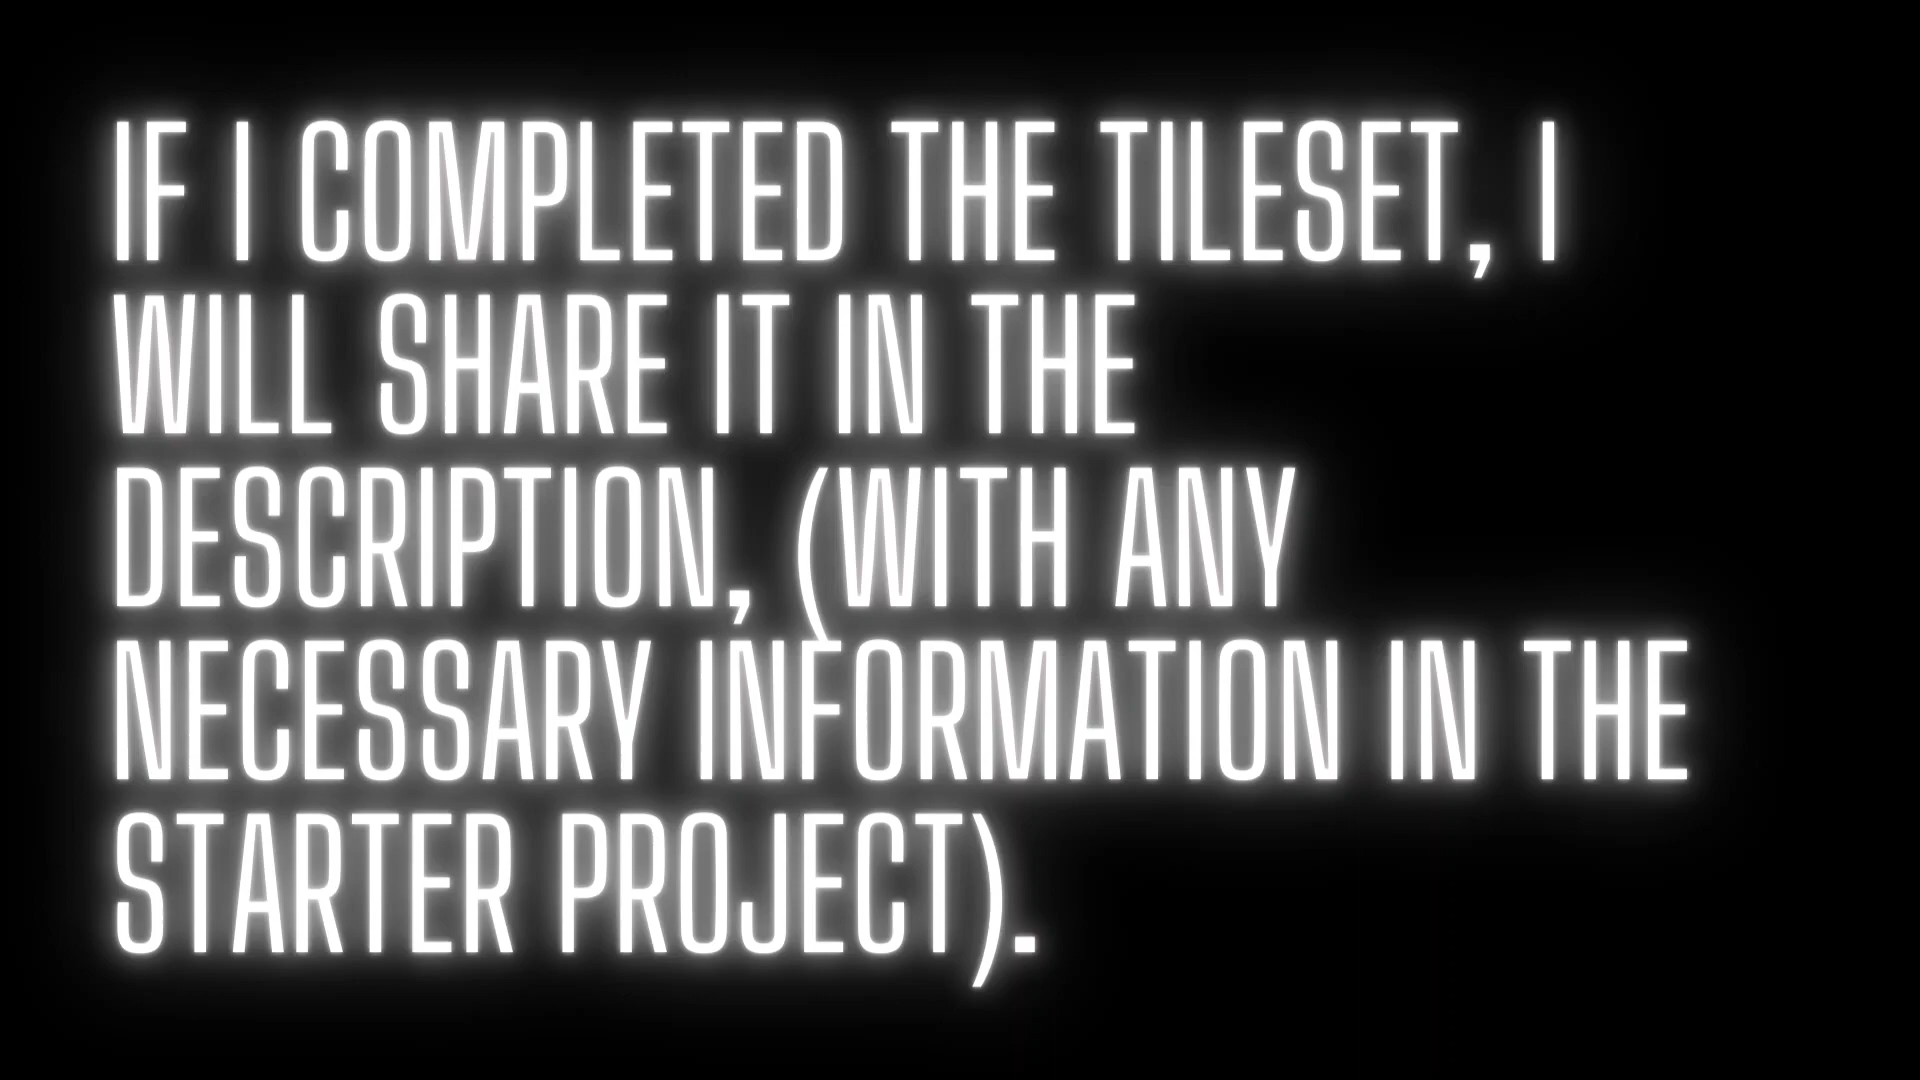 IF I COMPLETED THE TILESET, I
WILL SHARE IT IN THE
DESCRIPTION, (WITH ANY
NECESSARY INFORMATION IN THE
STARTER PROJECT).